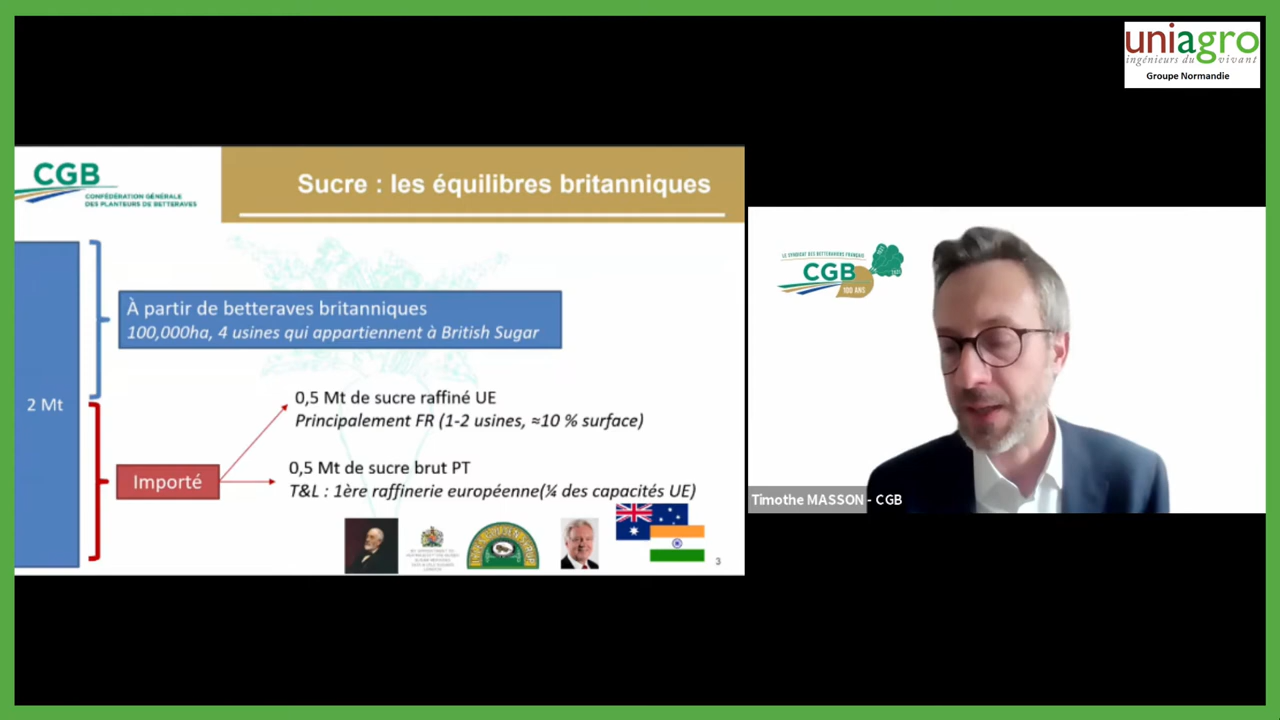 uniagro
ingénieurs du vivant
Groupe Normandie
CGB
CONFÉDÉRATION GÉNÉRALE
DES PLANTEURS DE BETTERAVES
Sucre : les équilibres britanniques
À partir de betteraves britanniques
100,000ha, 4 usines qui appartiennent à British Sugar
2 Mt
0,5 Mt de sucre raffiné UE
Principalement FR (1-2 usines, ≈10 % surface)
Importé
0,5 Mt de sucre brut PT
T&L : 1ère raffinerie européenne(¼ des capacités UE)
3
LE SYNDICAT DES BETTERAVIERS FRANÇAIS
CGB
100 ANS
Timothe MASSON - CGB